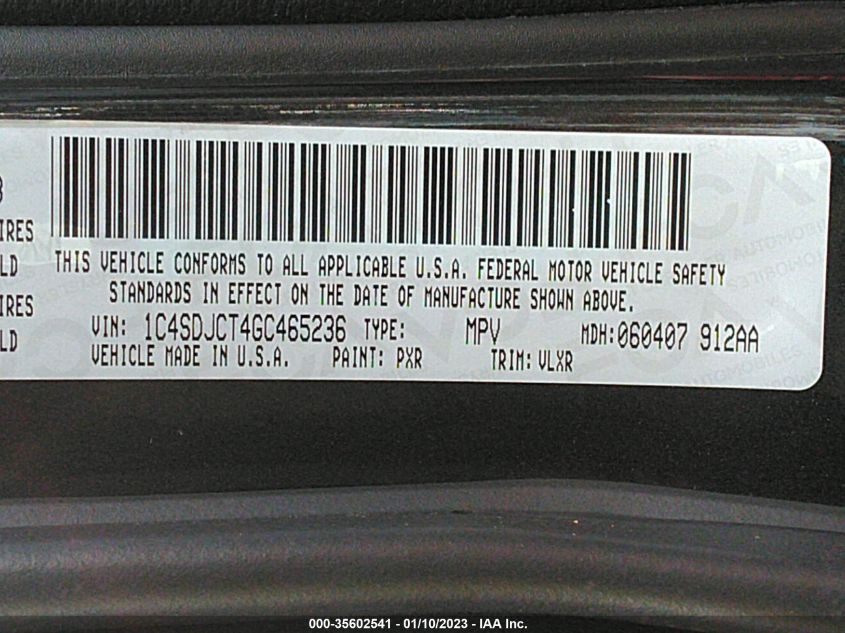 3
IRES
LD
IRES
LD
THIS VEHICLE CONFORMS TO ALL APPLICABLE U.S.A. FEDERAL MOTOR VEHICLE SAFETY
STANDARDS IN EFFECT ON THE DATE OF MANUFACTURE SHOWN ABOVE.
VIN: 1C4SDJCT4GC465236 TYPE: MPV MDH:060407 912AA
VEHICLE MADE IN U.S.A. PAINT: PXR TRIM: VLXR
000-35602541 - 01/10/2023 - IAA Inc.